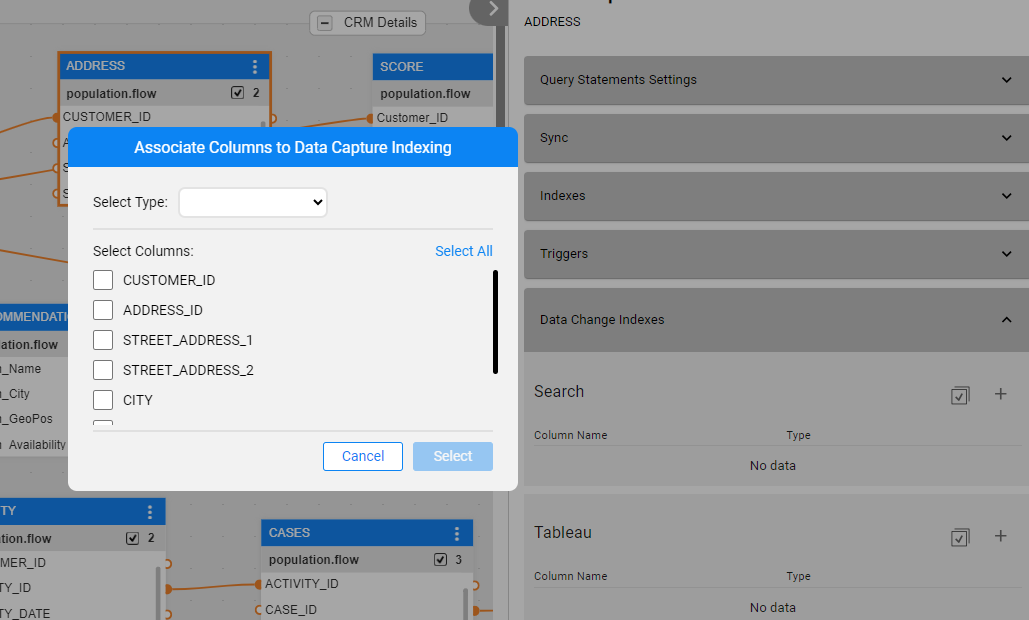 CRM Details
ADDRESS
ADDRESS
SCORE
population.flow
2
population.flow
CUSTOMER_ID
Customer_ID
Query Statements Settings
Sync
Indexes
Triggers
Data Change Indexes
Search
Column Name
Type
No data
Tableau
Column Name
Type
No data
Associate Columns to Data Capture Indexing
Select Type:
Select Columns:
Select All
CUSTOMER_ID
ADDRESS_ID
STREET_ADDRESS_1
STREET_ADDRESS_2
CITY
Cancel
Select
OMMENDATI
ation.flow
_Name
_City
_GeoPos
_Availability
TY
tion.flow
2
MER_ID
TY_ID
TY_DATE
CASES
population.flow
3
ACTIVITY_ID
CASE_ID